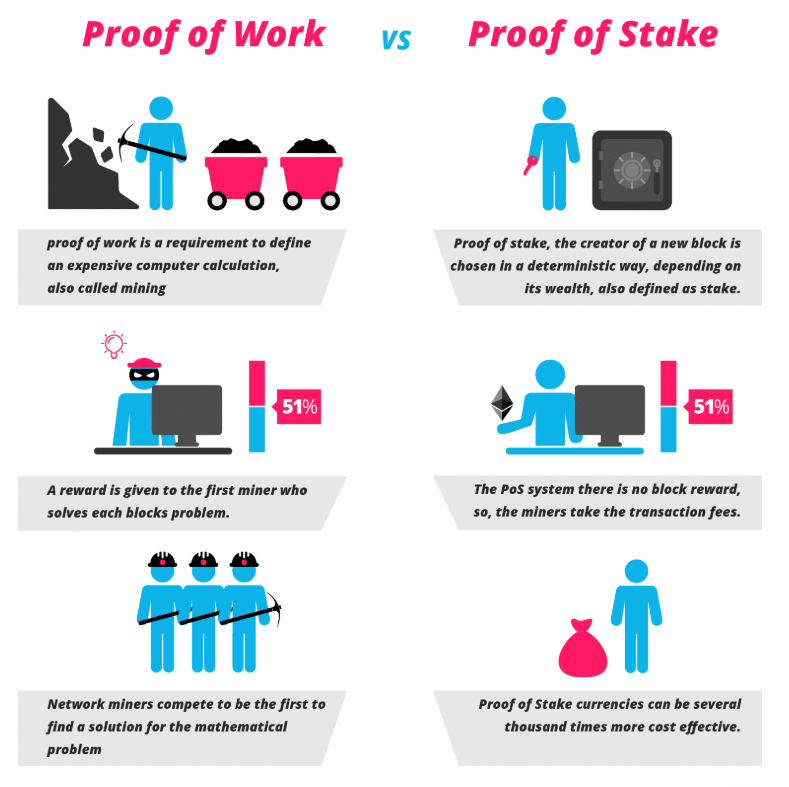 Proof of Work vs Proof of Stake
proof of work is a requirement to define
an expensive computer calculation,
also called mining
Proof of stake, the creator of a new block is
chosen in a deterministic way, depending on
its wealth, also defined as stake.
51%
51%
A reward is given to the first miner who
solves each blocks problem.
The PoS system there is no block reward,
so, the miners take the transaction fees.
Network miners compete to be the first to
find a solution for the mathematical
problem
Proof of Stake currencies can be several
thousand times more cost effective.